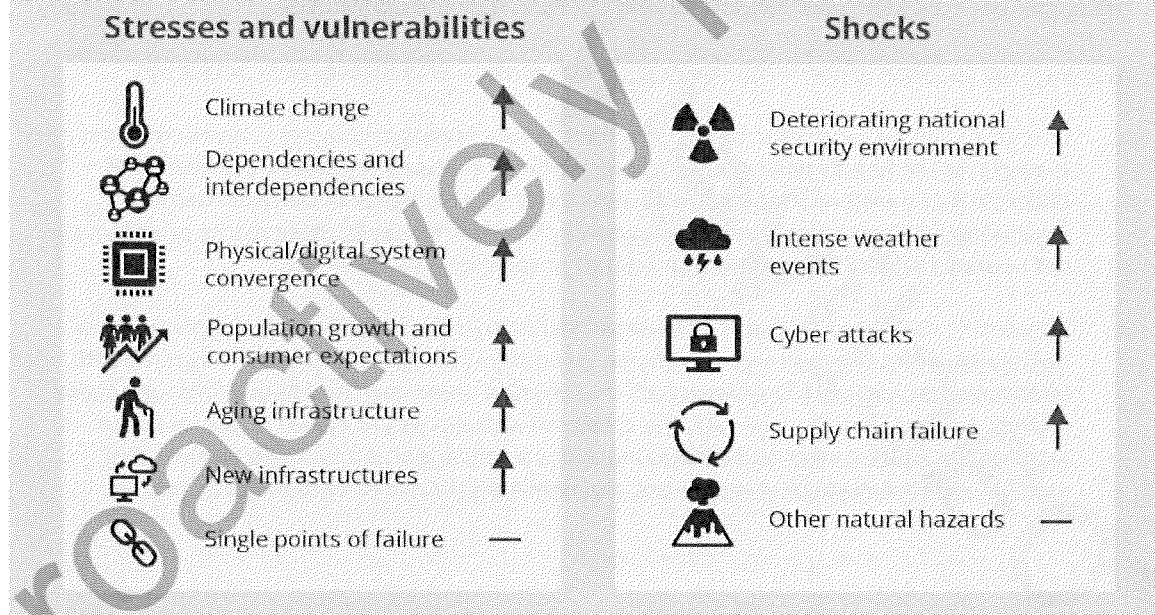 Stresses and vulnerabilities
Climate change
Dependencies and
interdependencies
Physical/digital system
convergence
Population growth and
consumer expectations
Aging infrastructure
New infrastructures
Single points of failure
Shocks
Deteriorating national
security environment
Intense weather
events
Cyber attacks
Supply chain failure
Other natural hazards
roactively